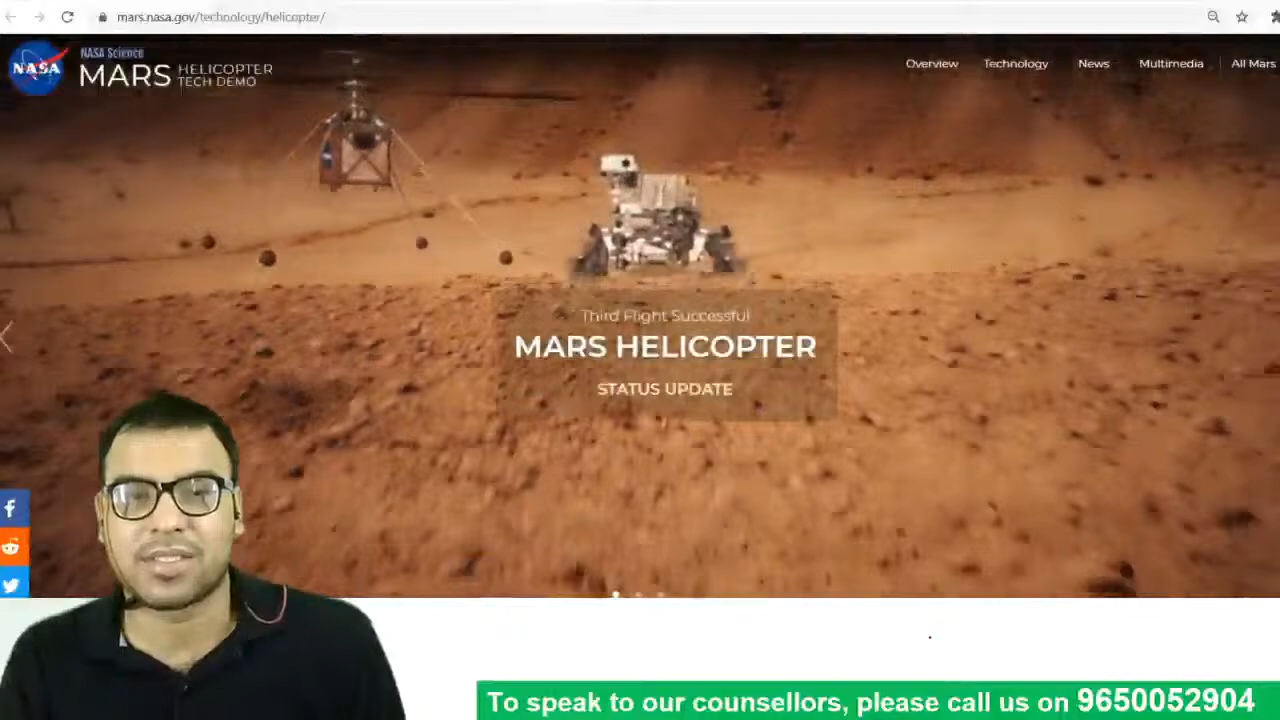 mars.nasa.gov/technology/helicopter/
NASA
NASA Science
MARS HELICOPTER
TECH DEMO
Overview Technology News Multimedia All Mars
Third Flight Successful
MARS HELICOPTER
STATUS UPDATE
To speak to our counsellors, please call us on 9650052904